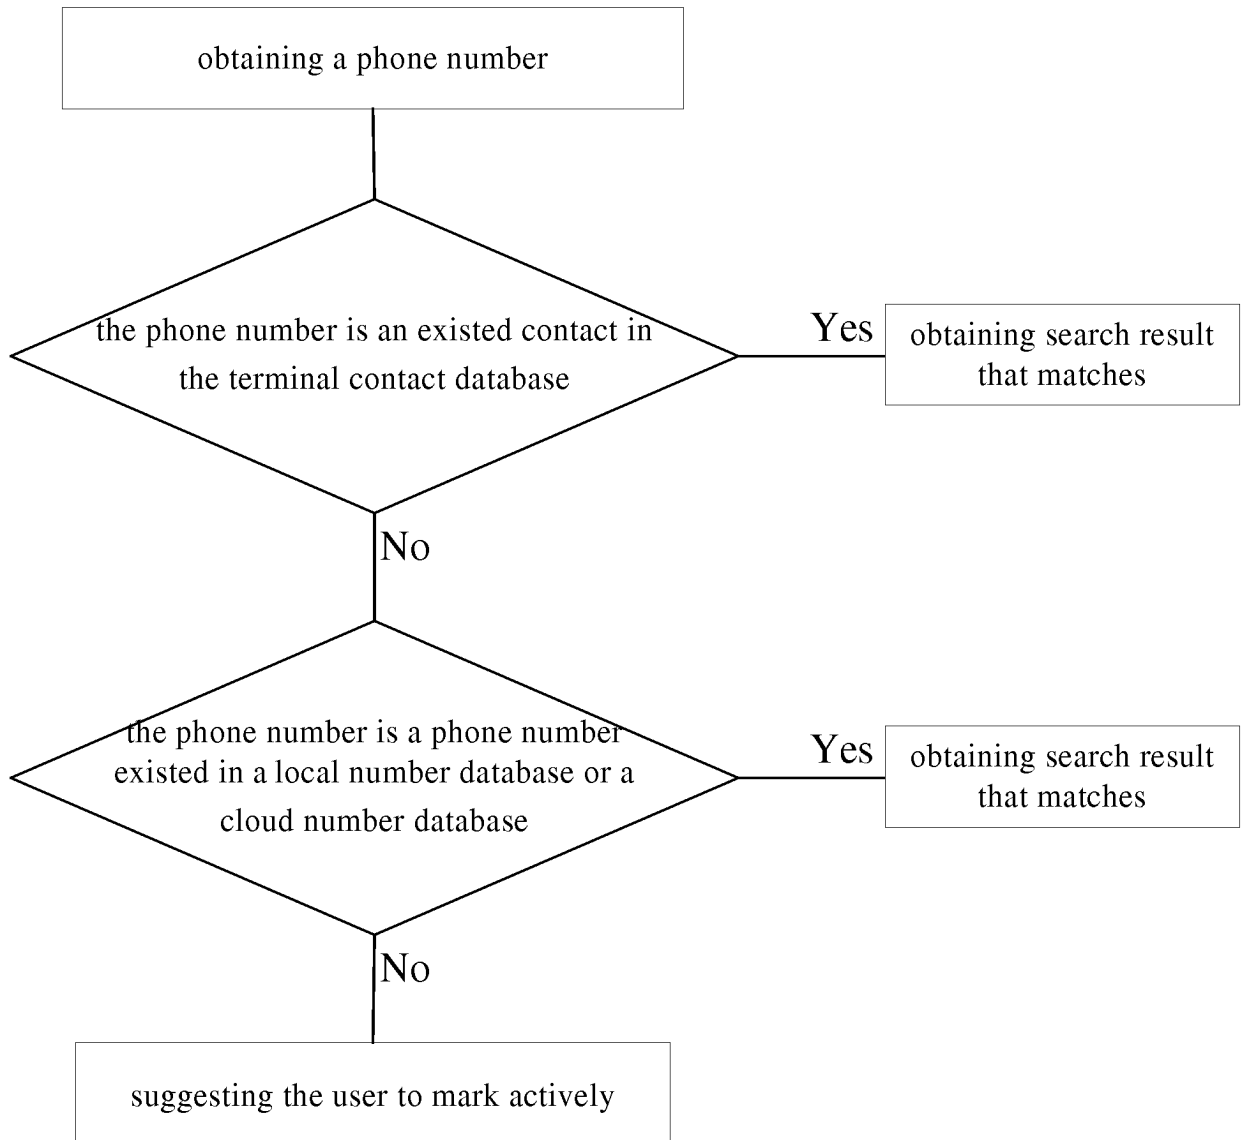 obtaining a phone number
the phone number is an existed contact in
the terminal contact database
Yes
obtaining search result
that matches
No
the phone number is a phone number
existed in a local number database or a
cloud number database
Yes
obtaining search result
that matches
No
suggesting the user to mark actively